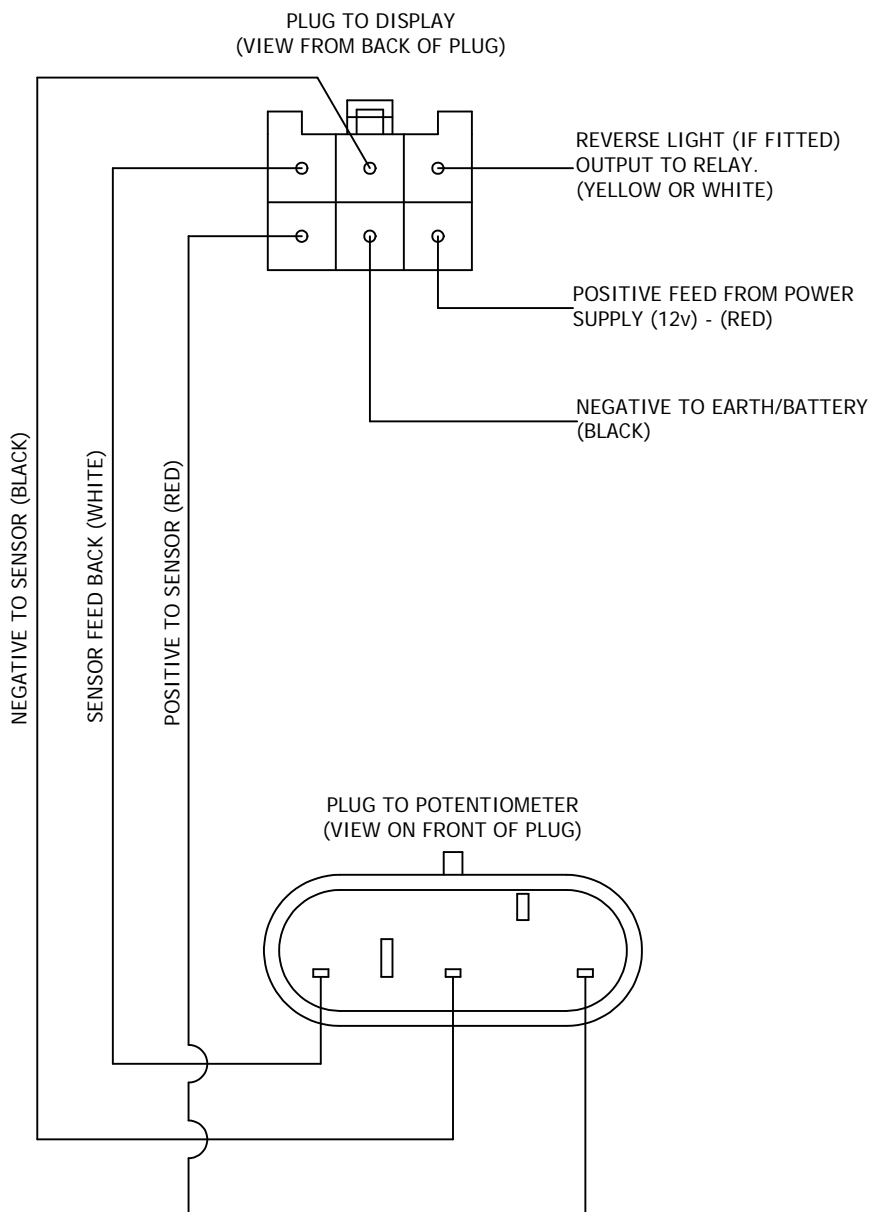 PLUG TO DISPLAY
(VIEW FROM BACK OF PLUG)
REVERSE LIGHT (IF FITTED)
OUTPUT TO RELAY.
(YELLOW OR WHITE)
POSITIVE FEED FROM POWER
SUPPLY (12v) - (RED)
NEGATIVE TO EARTH/BATTERY
(BLACK)
NEGATIVE TO SENSOR (BLACK)
SENSOR FEED BACK (WHITE)
POSITIVE TO SENSOR (RED)
PLUG TO POTENTIOMETER
(VIEW ON FRONT OF PLUG)